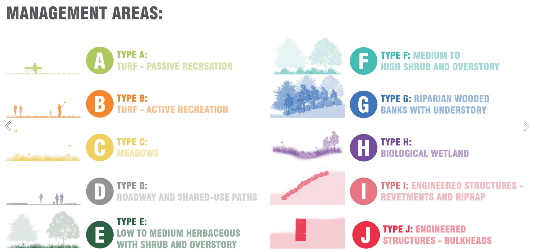 MANAGEMENT AREAS:
A
TYPE A:
TURF - PASSIVE RECREATION
B
TYPE B:
TURF - ACTIVE RECREATION
C
TYPE C:
MEADOWS
D
TYPE D:
ROADWAY AND SHARED-USE PATHS
E
TYPE E:
LOW TO MEDIUM HERBACEOUS
WITH SHRUB AND OVERSTORY
F
TYPE F: MEDIUM TO
HIGH SHRUB AND OVERSTORY
G
TYPE G: RIPARIAN WOODED
BANKS WITH UNDERSTORY
H
TYPE H:
BIOLOGICAL WETLAND
I
TYPE I: ENGINEERED STRUCTURES -
REVETMENTS AND RIPRAP
J
TYPE J: ENGINEERED
STRUCTURES - BULKHEADS